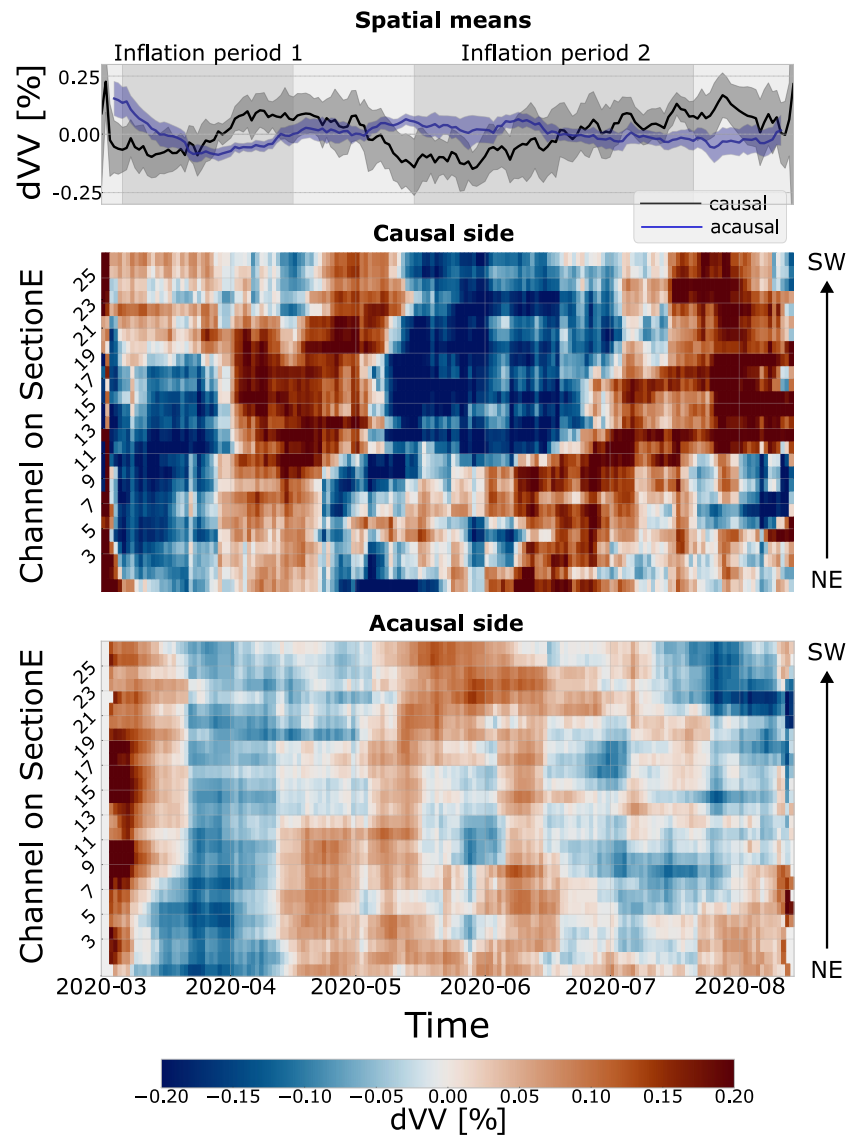 Spatial means
Inflation period 1
Inflation period 2
dVV [%]
0.25
0.00
-0.25
causal
acausal
Causal side
Channel on SectionE
25
23
21
19
17
15
13
11
9
7
5
3
SW
NE
Acausal side
Channel on SectionE
25
23
21
19
17
15
13
11
9
7
5
3
SW
NE
2020-03 2020-04 2020-05 2020-06 2020-07 2020-08
Time
−0.20 −0.15 −0.10 −0.05 0.00 0.05 0.10 0.15 0.20
dVV [%]